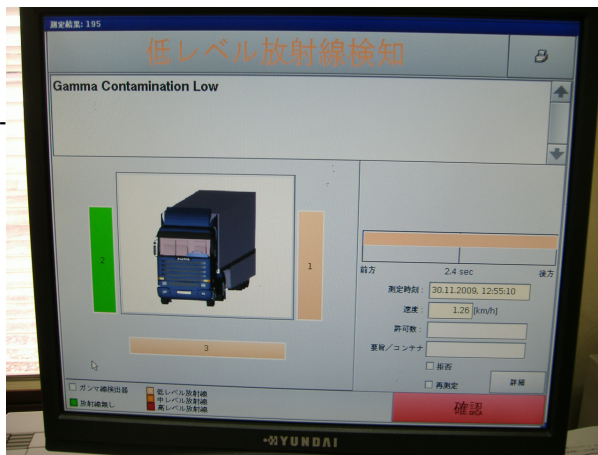 測定結果: 195
低レベル放射線検知
Gamma Contamination Low
2
1
3
前方
2.4 sec
後方
測定時刻:
30.11.2009, 12:55:10
速度:
1.26 [km/h]
許可数:
要旨／コンテナ
拒否
再測定
詳細
確認
ガンマ線検出器
放射線無し
低レベル放射線
中レベル放射線
高レベル放射線
HYUNDAI